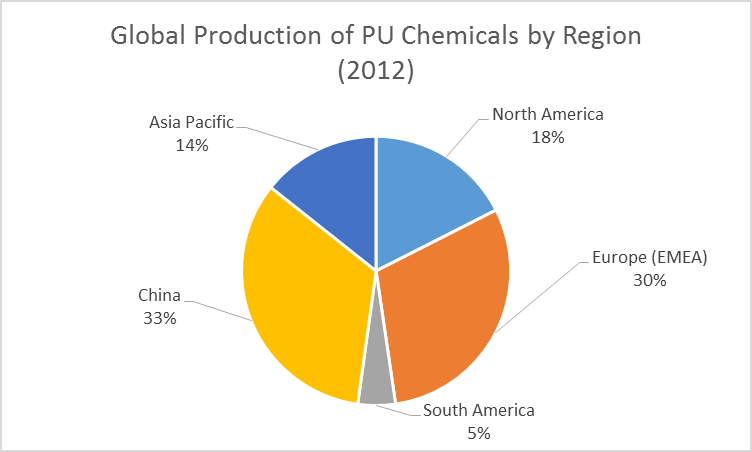 Global Production of PU Chemicals by Region
(2012)
Asia Pacific
14%
North America
18%
Europe (EMEA)
30%
China
33%
South America
5%